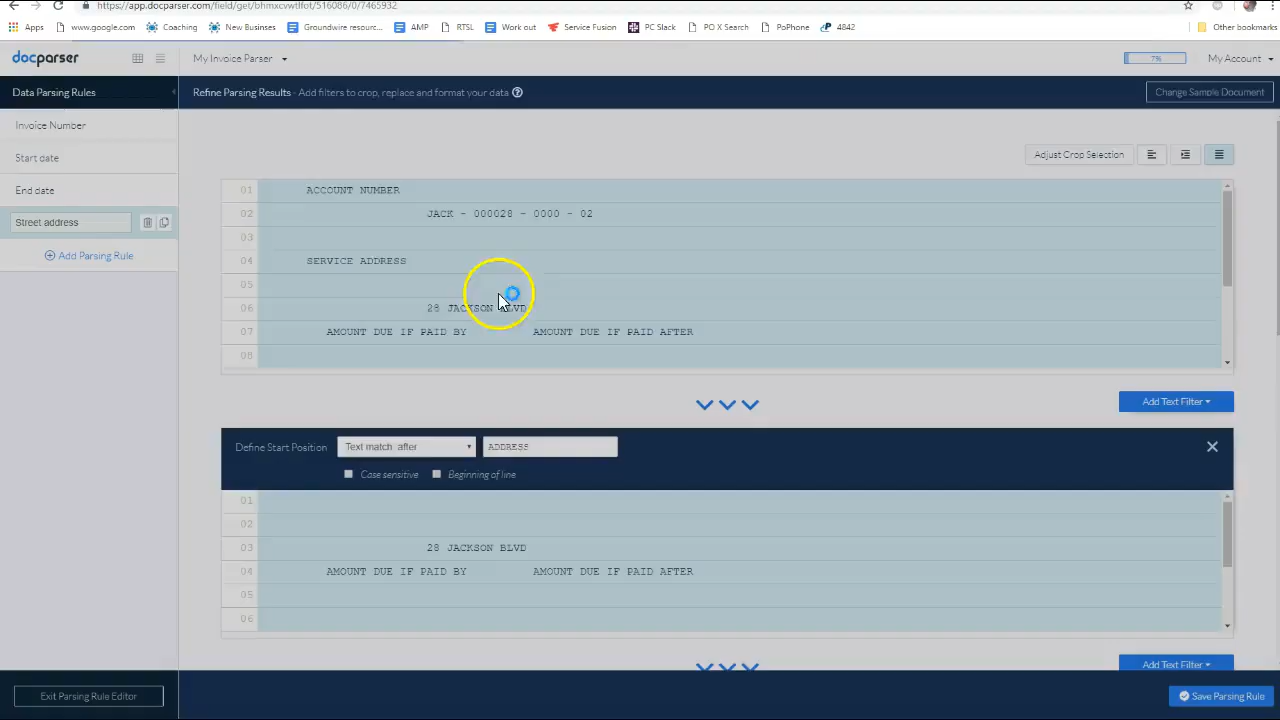 https://app.docparser.com/field/get/bhmxcvwtlfot/516086/0/7465932
Apps www.google.com Coaching New Business Groundwire resourc... AMP RTSL Work out Service Fusion PC Slack PO X Search PoPhone 4842 Other bookmarks
docparser My Invoice Parser 7% My Account
Data Parsing Rules Refine Parsing Results - Add filters to crop, replace and format your data Change Sample Document
Invoice Number
Start date
End date
Street address
Add Parsing Rule
Adjust Crop Selection
01 ACCOUNT NUMBER
02 JACK - 000028 - 0000 - 02
03
04 SERVICE ADDRESS
05
06 28 JACKSON BLVD
07 AMOUNT DUE IF PAID BY AMOUNT DUE IF PAID AFTER
08
Add Text Filter
Define Start Position Text match after ADDRESS
Case sensitive Beginning of line
01
02
03 28 JACKSON BLVD
04 AMOUNT DUE IF PAID BY AMOUNT DUE IF PAID AFTER
05
06
Add Text Filter
Exit Parsing Rule Editor Save Parsing Rule